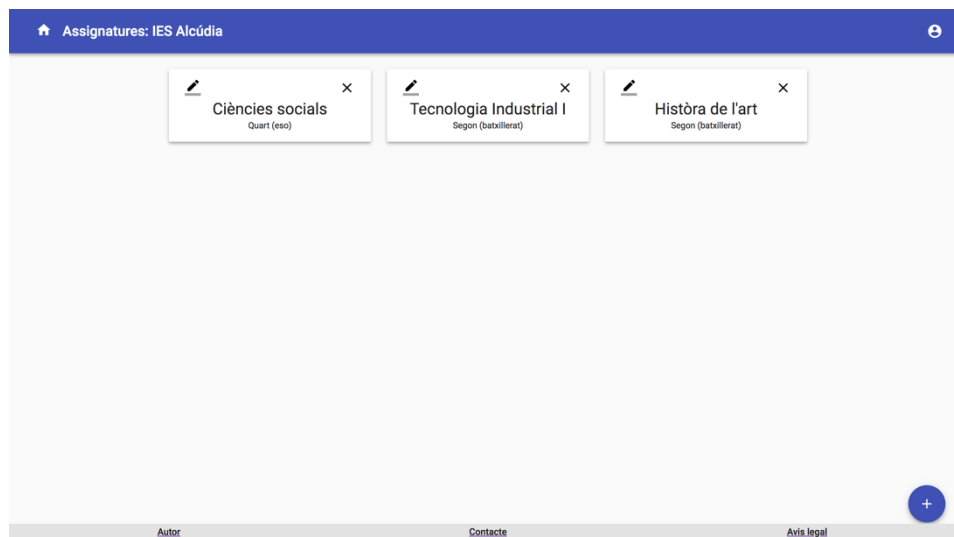 Assignatures: IES Alcúdia
Ciències socials
Quart (eso)
Tecnologia Industrial I
Segon (batxillerat)
Històra de l'art
Segon (batxillerat)
Autor
Contacte
Avis legal